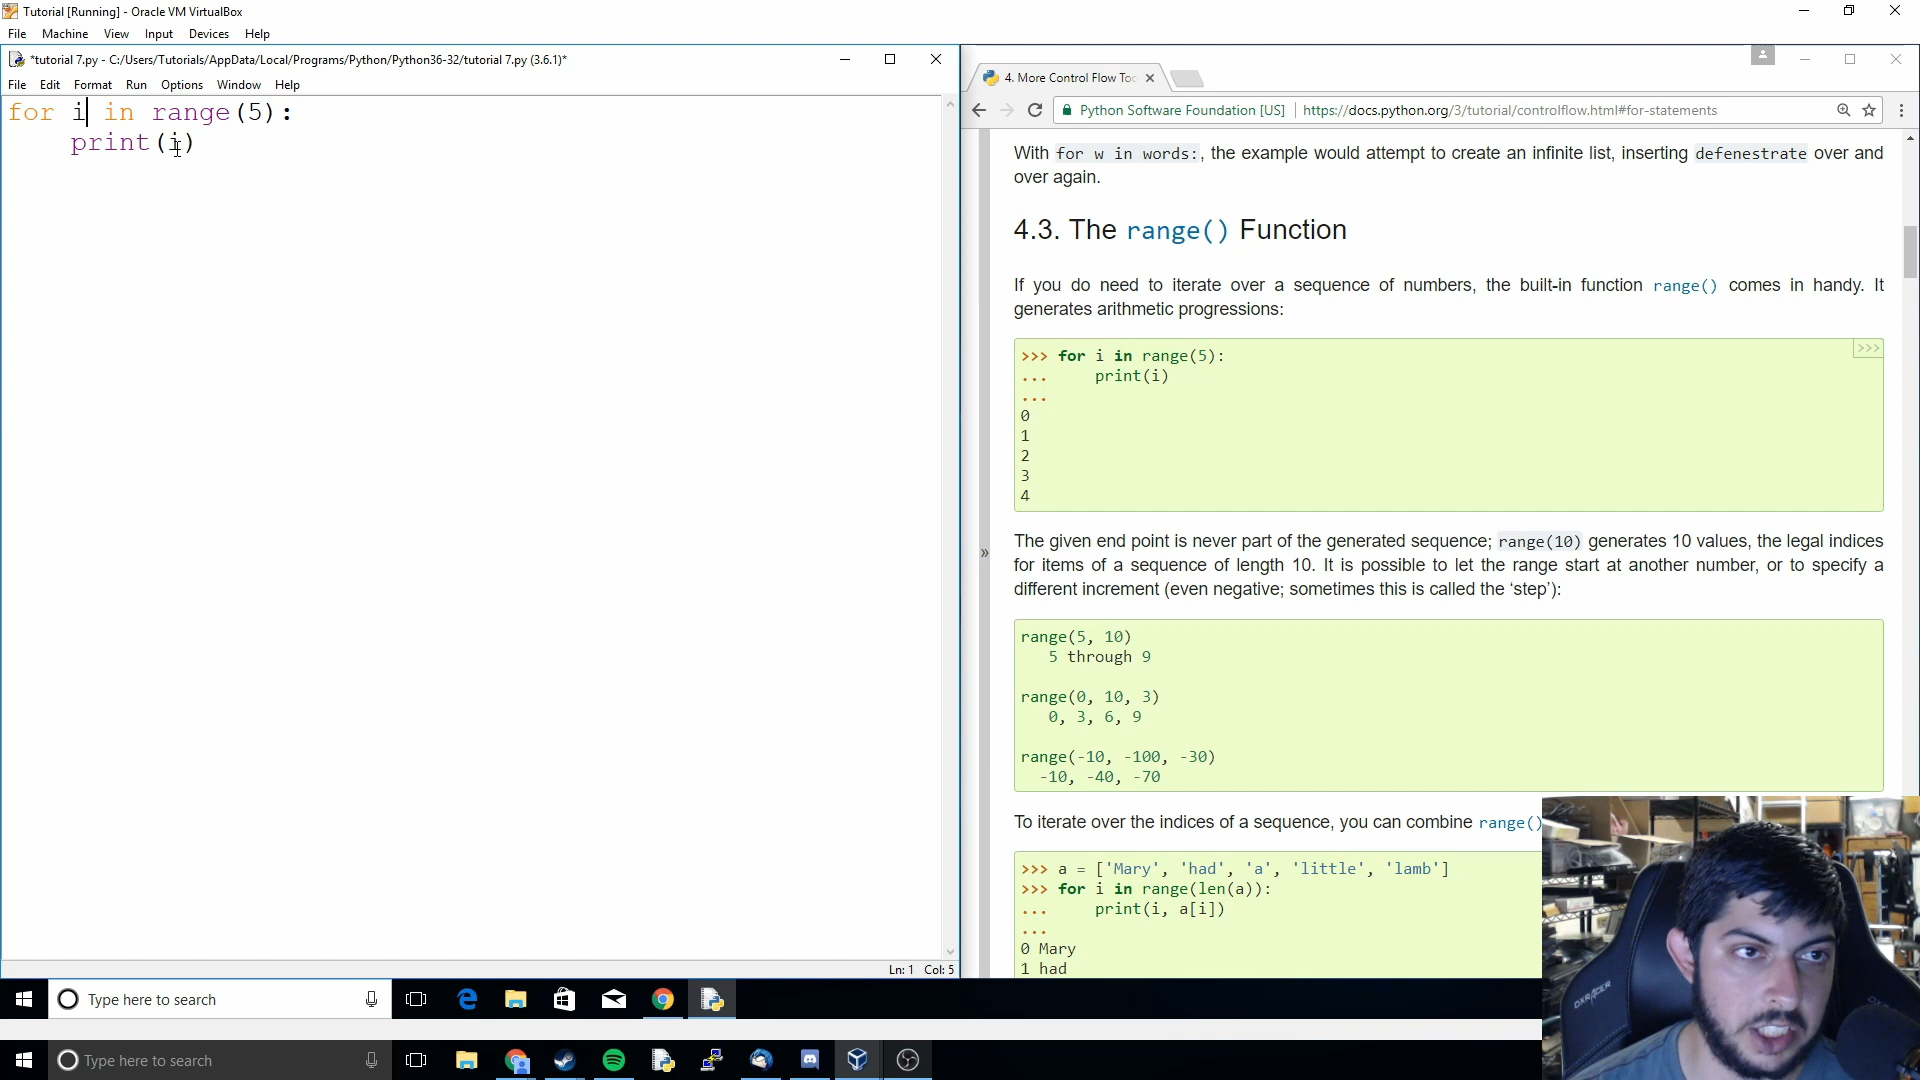 Tutorial [Running] - Oracle VM VirtualBox
File Machine View Input Devices Help
*tutorial 7.py - C:/Users/Tutorials/AppData/Local/Programs/Python/Python36-32/tutorial 7.py (3.6.1)*
File Edit Format Run Options Window Help
for i in range(5):
print(i)
Ln: 1 Col: 5
4. More Control Flow Too
Python Software Foundation [US] https://docs.python.org/3/tutorial/controlflow.html#for-statements
With for w in words:, the example would attempt to create an infinite list, inserting defenestrate over and
over again.
4.3. The range() Function
If you do need to iterate over a sequence of numbers, the built-in function range() comes in handy. It
generates arithmetic progressions:
>>>
>>> for i in range(5):
... print(i)
...
0
1
2
3
4
The given end point is never part of the generated sequence; range(10) generates 10 values, the legal indices
for items of a sequence of length 10. It is possible to let the range start at another number, or to specify a
different increment (even negative; sometimes this is called the ‘step’):
»
range(5, 10)
5 through 9
range(0, 10, 3)
0, 3, 6, 9
range(-10, -100, -30)
-10, -40, -70
To iterate over the indices of a sequence, you can combine range()
>>> a = ['Mary', 'had', 'a', 'little', 'lamb']
>>> for i in range(len(a)):
... print(i, a[i])
...
0 Mary
1 had
DXRACER
Type here to search
Type here to search